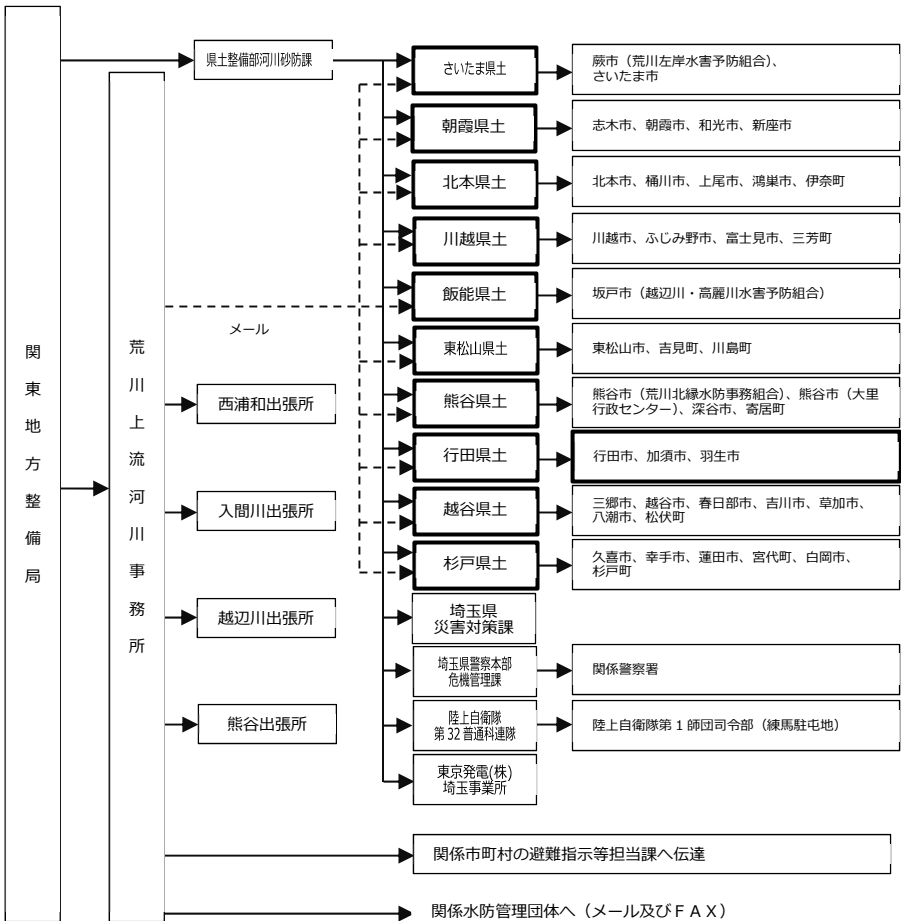 関東地方整備局
荒川上流河川事務所
県土整備部河川砂防課
メール
西浦和出張所
入間川出張所
越辺川出張所
熊谷出張所
さいたま県土
蕨市（荒川左岸水害予防組合）、
さいたま市
朝霞県土
志木市、朝霞市、和光市、新座市
北本県土
北本市、桶川市、上尾市、鴻巣市、伊奈町
川越県土
川越市、ふじみ野市、富士見市、三芳町
飯能県土
坂戸市（越辺川・高麗川水害予防組合）
東松山県土
東松山市、吉見町、川島町
熊谷県土
熊谷市（荒川北縁水防事務組合）、熊谷市（大里
行政センター）、深谷市、寄居町
行田県土
行田市、加須市、羽生市
越谷県土
三郷市、越谷市、春日部市、吉川市、草加市、
八潮市、松伏町
杉戸県土
久喜市、幸手市、蓮田市、宮代町、白岡市、
杉戸町
埼玉県
災害対策課
埼玉県警察本部
危機管理課
関係警察署
陸上自衛隊
第32普通科連隊
陸上自衛隊第1師団司令部（練馬駐屯地）
東京発電(株)
埼玉事業所
関係市町村の避難指示等担当課へ伝達
関係水防管理団体へ（メール及びＦＡＸ）